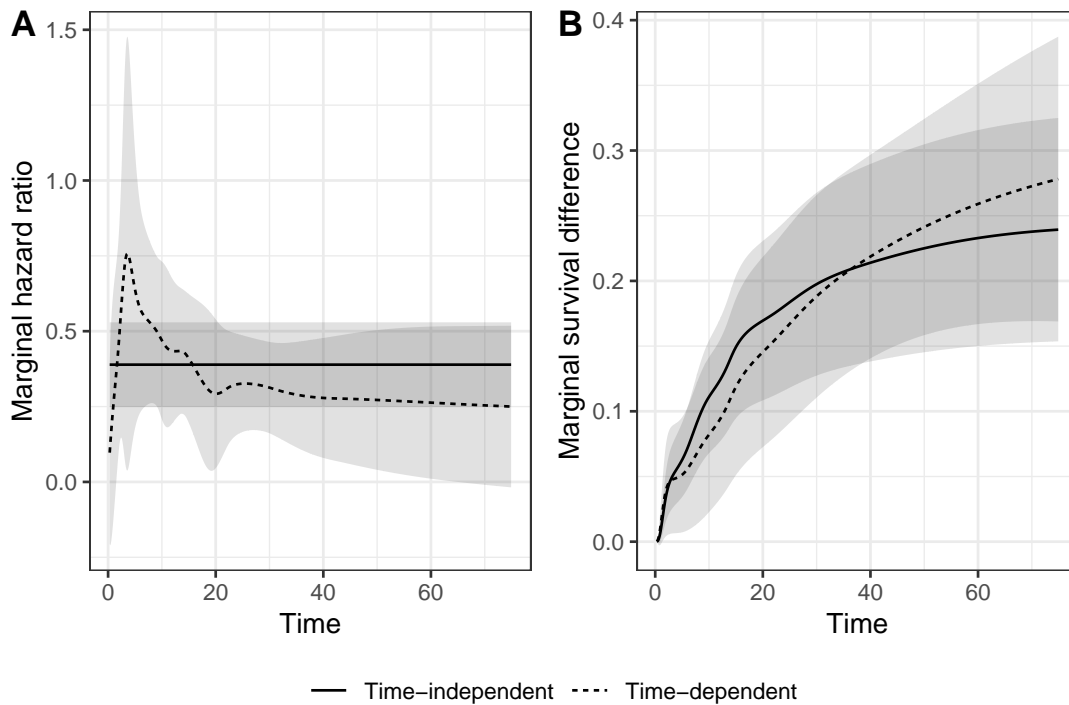 A
Marginal hazard ratio
1.5
1.0
0.5
0.0
0 20 40 60
Time
B
Marginal survival difference
0.4
0.3
0.2
0.1
0.0
0 20 40 60
Time
Time−independent Time−dependent